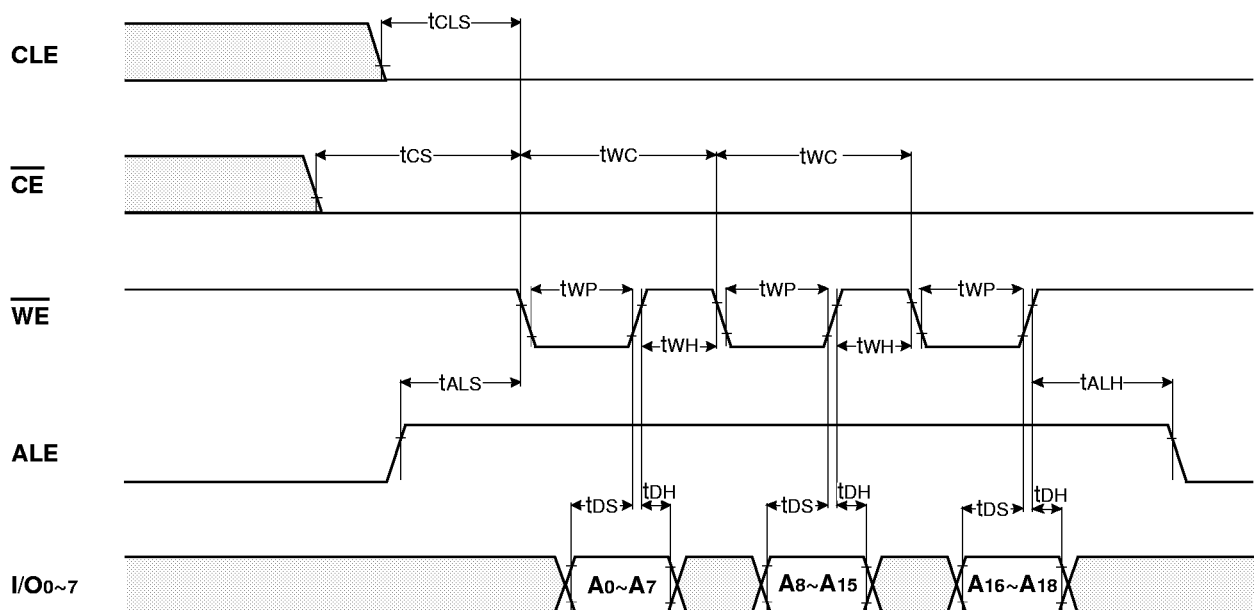 tCLS
CLE
tCS
tWC
tWC
CE
tWP
tWP
tWP
WE
tWH
tWH
tALS
tALH
ALE
tDS
tDH
tDS
tDH
tDS
tDH
I/O0~7
A0~A7
A8~A15
A16~A18